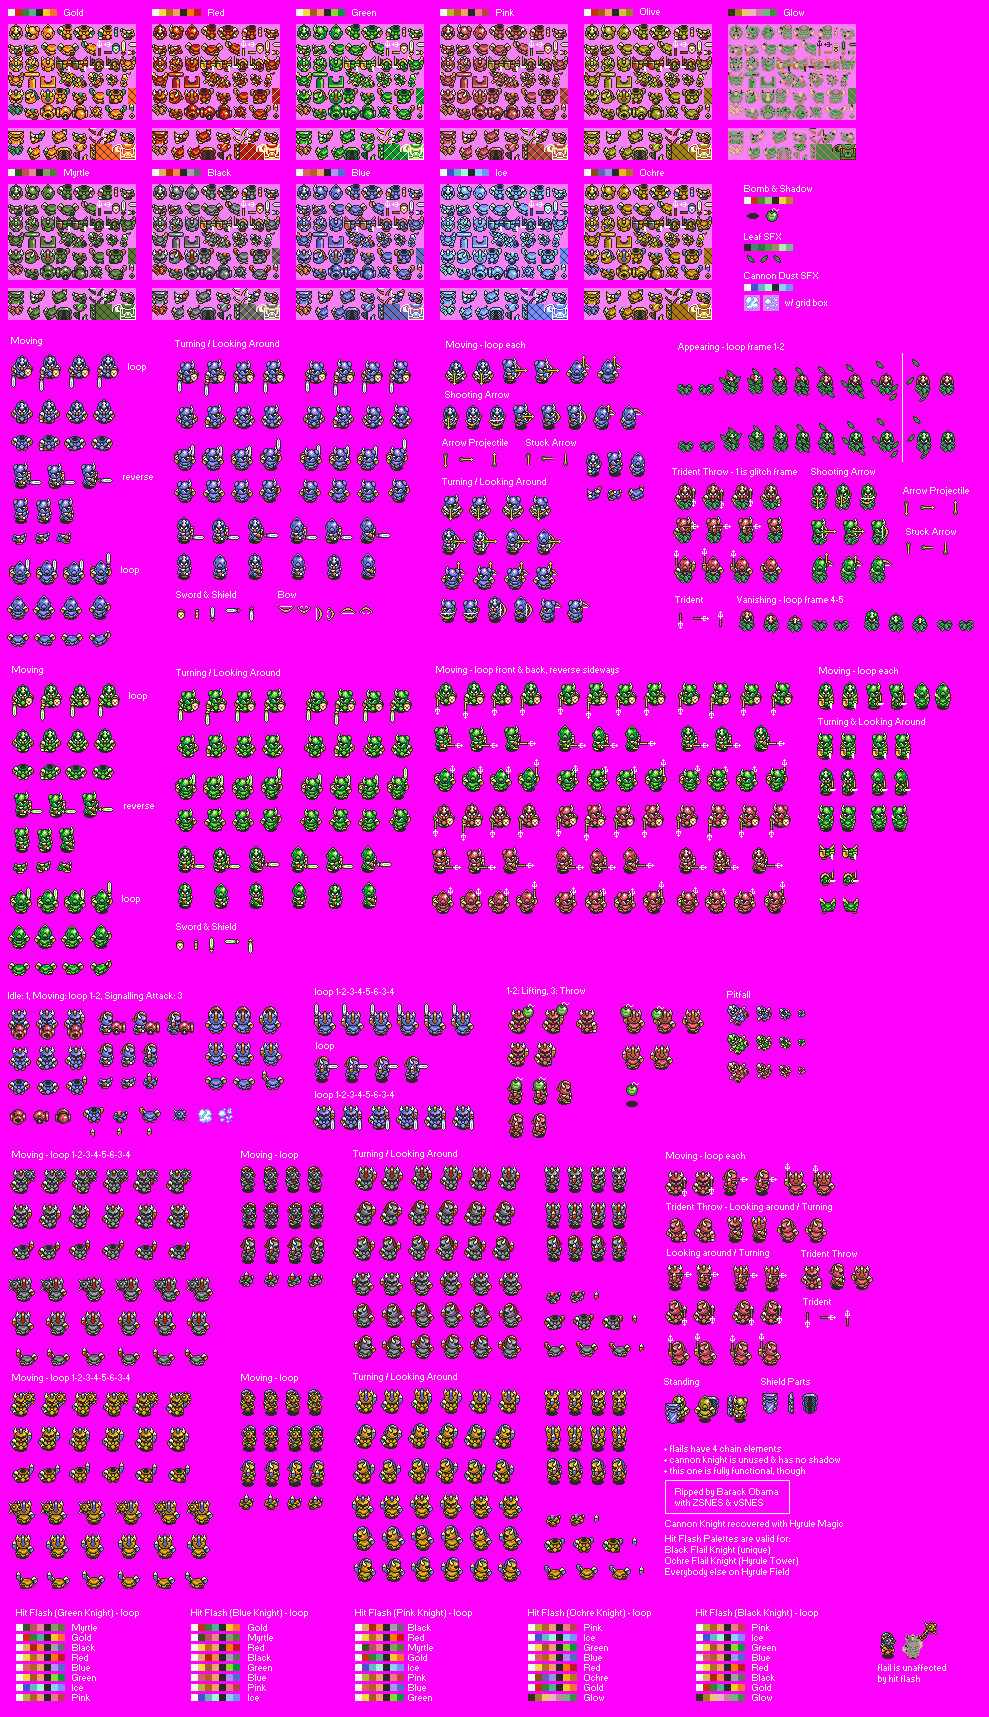 Gold
Red
Green
Pink
Olive
Glow
Myrtle
Black
Blue
Ice
Ochre
Bomb & Shadow
Leaf SFX
Cannon Dust SFX
w/ grid box
Moving
loop
reverse
loop
Turning / Looking Around
Sword & Shield
Bow
Moving - loop each
Shooting Arrow
Arrow Projectile
Stuck Arrow
Turning / Looking Around
Appearing - loop frame 1-2
Trident Throw - 1 is glitch frame
Shooting Arrow
Arrow Projectile
Stuck Arrow
Trident
Vanishing - loop frame 4-5
Moving
loop
reverse
loop
Turning / Looking Around
Sword & Shield
Moving - loop front & back, reverse sideways
Moving - loop each
Turning & Looking Around
Idle: 1, Moving: loop 1-2, Signalling Attack: 3
loop 1-2-3-4-5-6-3-4
loop
loop 1-2-3-4-5-6-3-4
1-2: Lifting, 3: Throw
Pitfall
Moving - loop 1-2-3-4-5-6-3-4
Moving - loop
Turning / Looking Around
Moving - loop each
Trident Throw - Looking around / Turning
Looking around / Turning
Trident Throw
Trident
Moving - loop 1-2-3-4-5-6-3-4
Moving - loop
Turning / Looking Around
Standing
Shield Parts
+ flails have 4 chain elements
+ cannon knight is unused & has no shadow
+ this one is fully functional, though
Ripped by Barack Obama
with ZSNES & vSNES
Cannon Knight recovered with Hyrule Magic
Hit Flash Palettes are valid for:
Black Flail Knight (unique)
Ochre Flail Knight (Hyrule Tower)
Everybody else on Hyrule Field
Hit Flash (Green Knight) - loop
Myrtle
Gold
Black
Red
Blue
Green
Ice
Pink
Hit Flash (Blue Knight) - loop
Gold
Myrtle
Red
Black
Green
Blue
Pink
Ice
Hit Flash (Pink Knight) - loop
Black
Red
Myrtle
Gold
Ice
Pink
Blue
Green
Hit Flash (Ochre Knight) - loop
Pink
Ice
Green
Blue
Red
Ochre
Gold
Glow
Hit Flash (Black Knight) - loop
Pink
Ice
Green
Blue
Red
Black
Gold
Glow
flail is unaffected
by hit flash